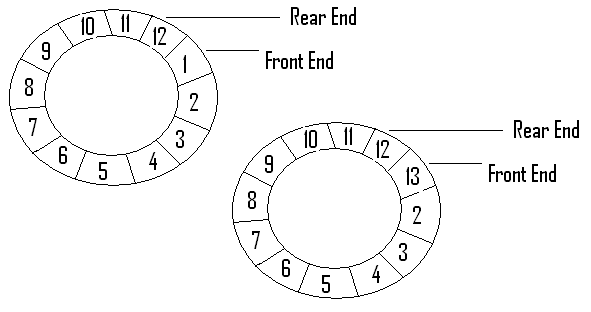 Rear End
Front End
10 11 12 1 2 3 4 5 6 7 8 9
Rear End
Front End
10 11 12 13 2 3 4 5 6 7 8 9